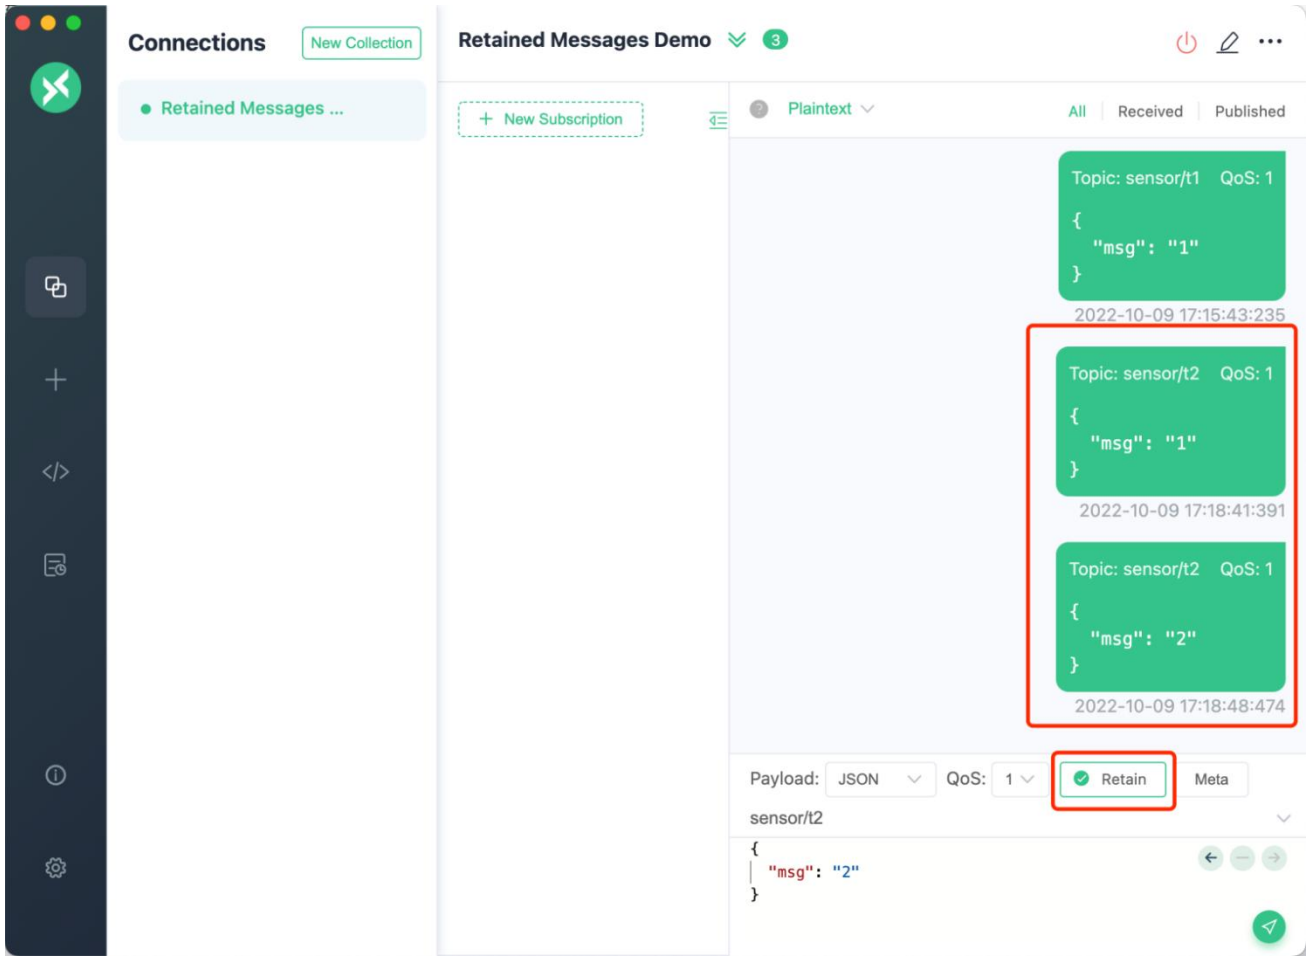 Connections
New Collection
Retained Messages ...
Retained Messages Demo 3
+ New Subscription
? Plaintext
All Received Published
Topic: sensor/t1 QoS: 1
{
"msg": "1"
}
2022-10-09 17:15:43:235
Topic: sensor/t2 QoS: 1
{
"msg": "1"
}
2022-10-09 17:18:41:391
Topic: sensor/t2 QoS: 1
{
"msg": "2"
}
2022-10-09 17:18:48:474
Payload: JSON QoS: 1 Retain Meta
sensor/t2
{
"msg": "2"
}